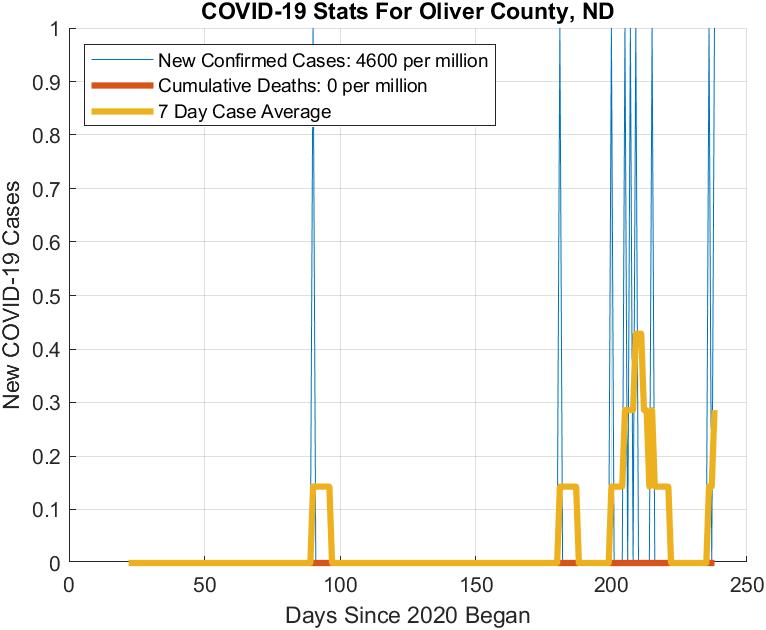 COVID-19 Stats For Oliver County, ND
New Confirmed Cases: 4600 per million
Cumulative Deaths: 0 per million
7 Day Case Average
New COVID-19 Cases
1
0.9
0.8
0.7
0.6
0.5
0.4
0.3
0.2
0.1
0
0 50 100 150 200 250
Days Since 2020 Began